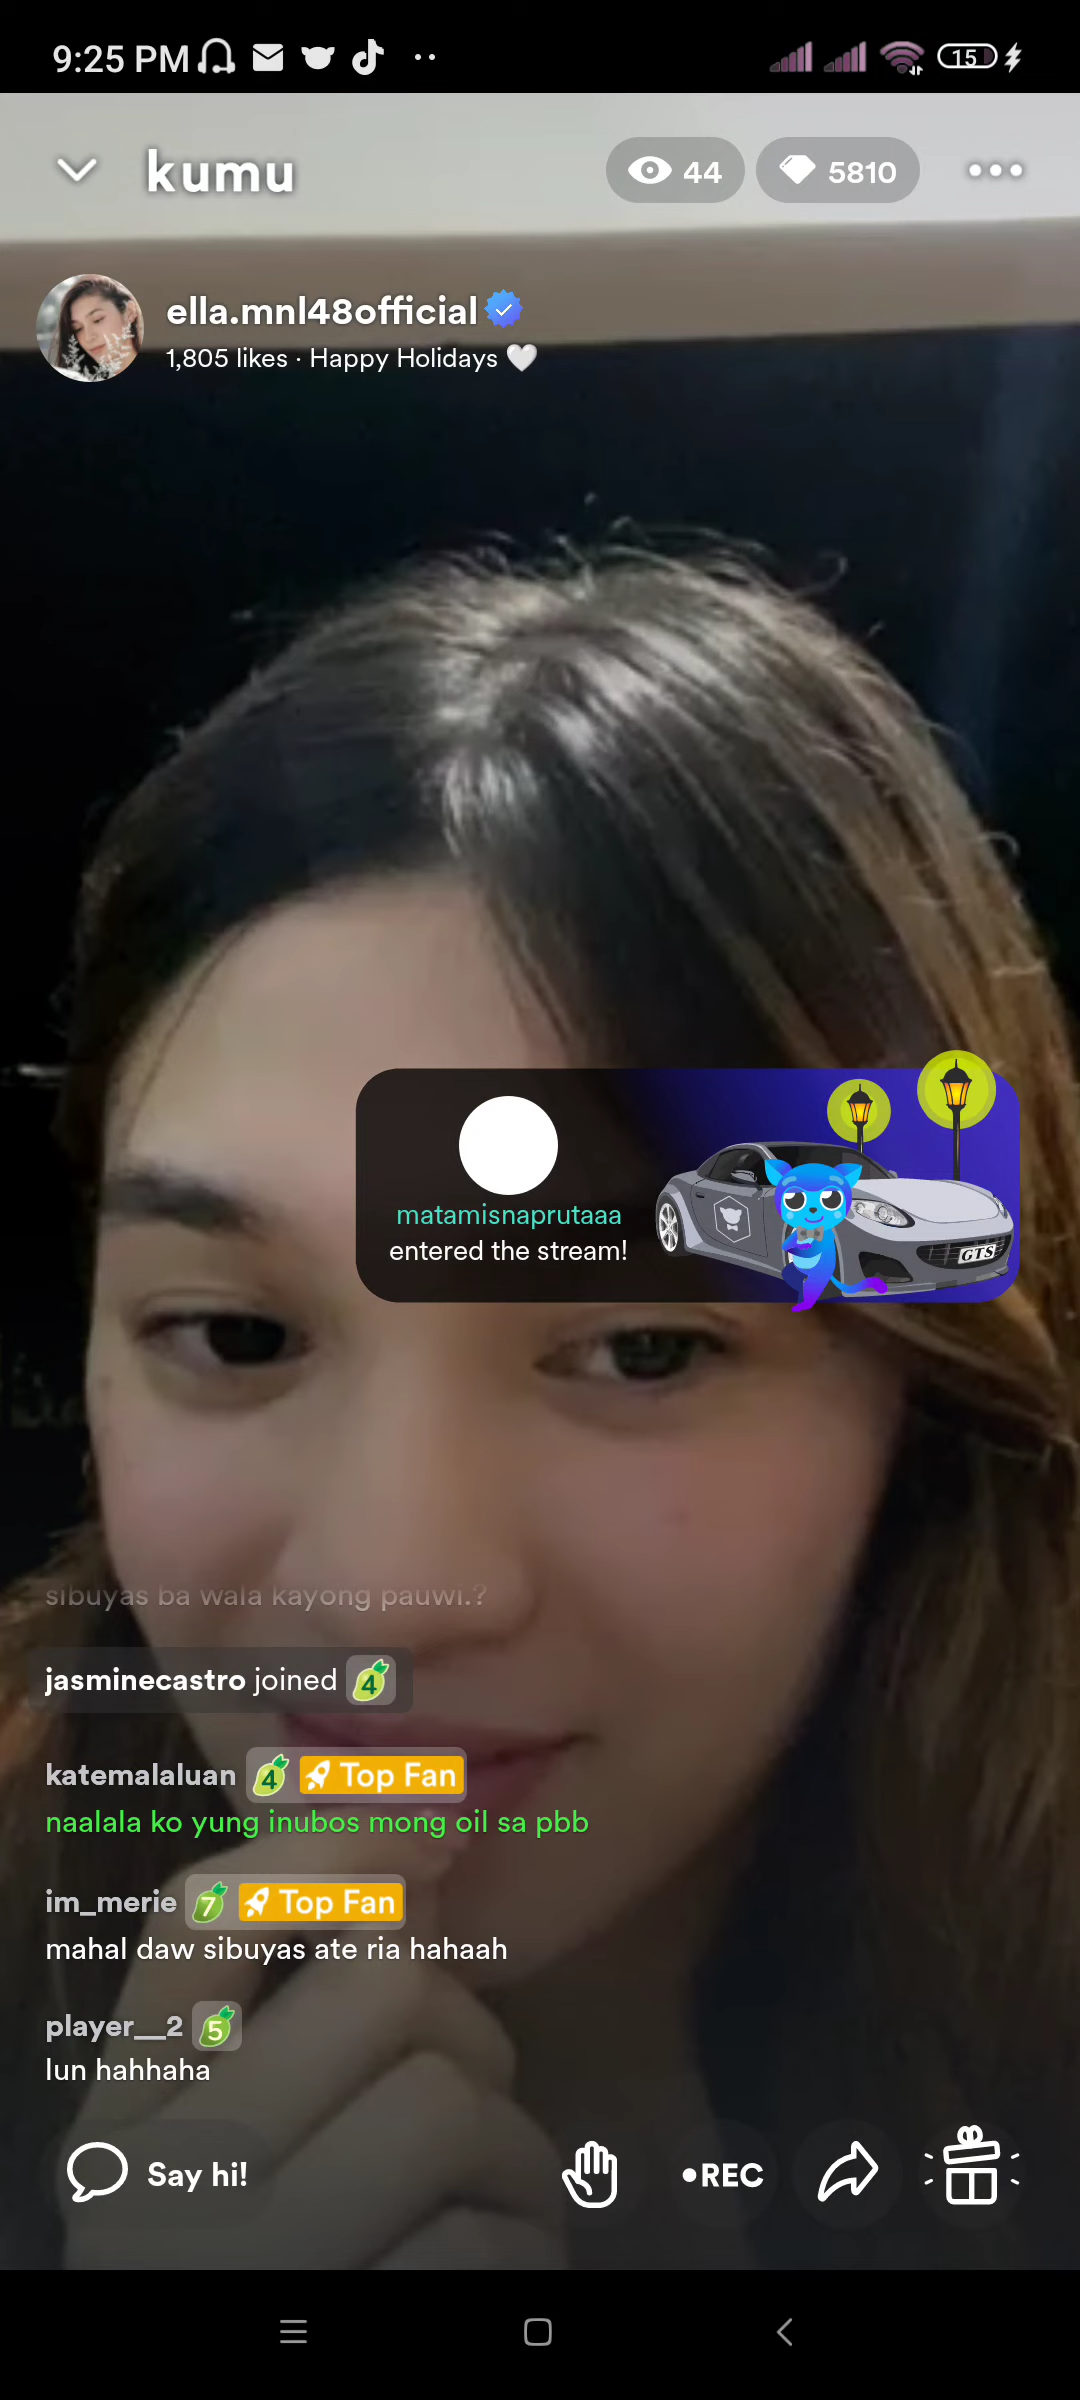 9:25 PM
15
kumu
44
5810
ella.mnl48official
1,805 likes · Happy Holidays 🤍
matamisnaprutaaa
entered the stream!
GTS
sibuyas ba wala kayong pauwi.?
jasminecastro joined 4
katemalaluan 4 Top Fan
naalala ko yung inubos mong oil sa pbb
im_merie 7 Top Fan
mahal daw sibuyas ate ria hahaah
player__2 5
lun hahhaha
Say hi!
•REC